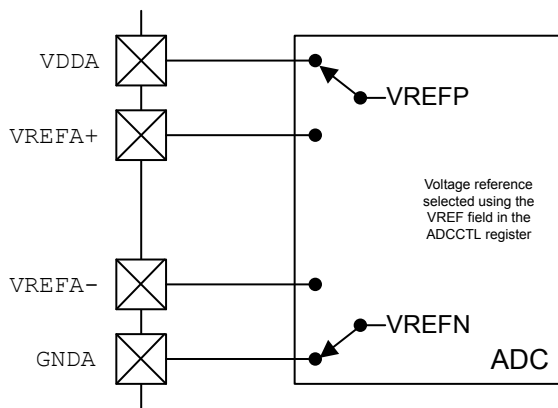 VDDA
VREFP
VREFA+
Voltage reference
selected using the
VREF field in the
ADCCTL register
VREFA-
VREFN
GNDA
ADC